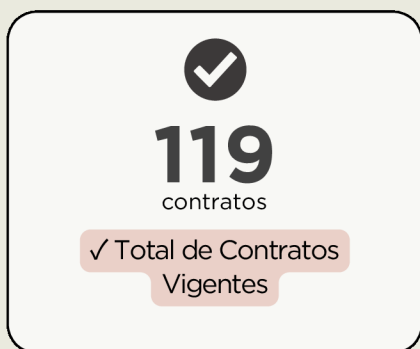 119
contratos
✓ Total de Contratos
Vigentes